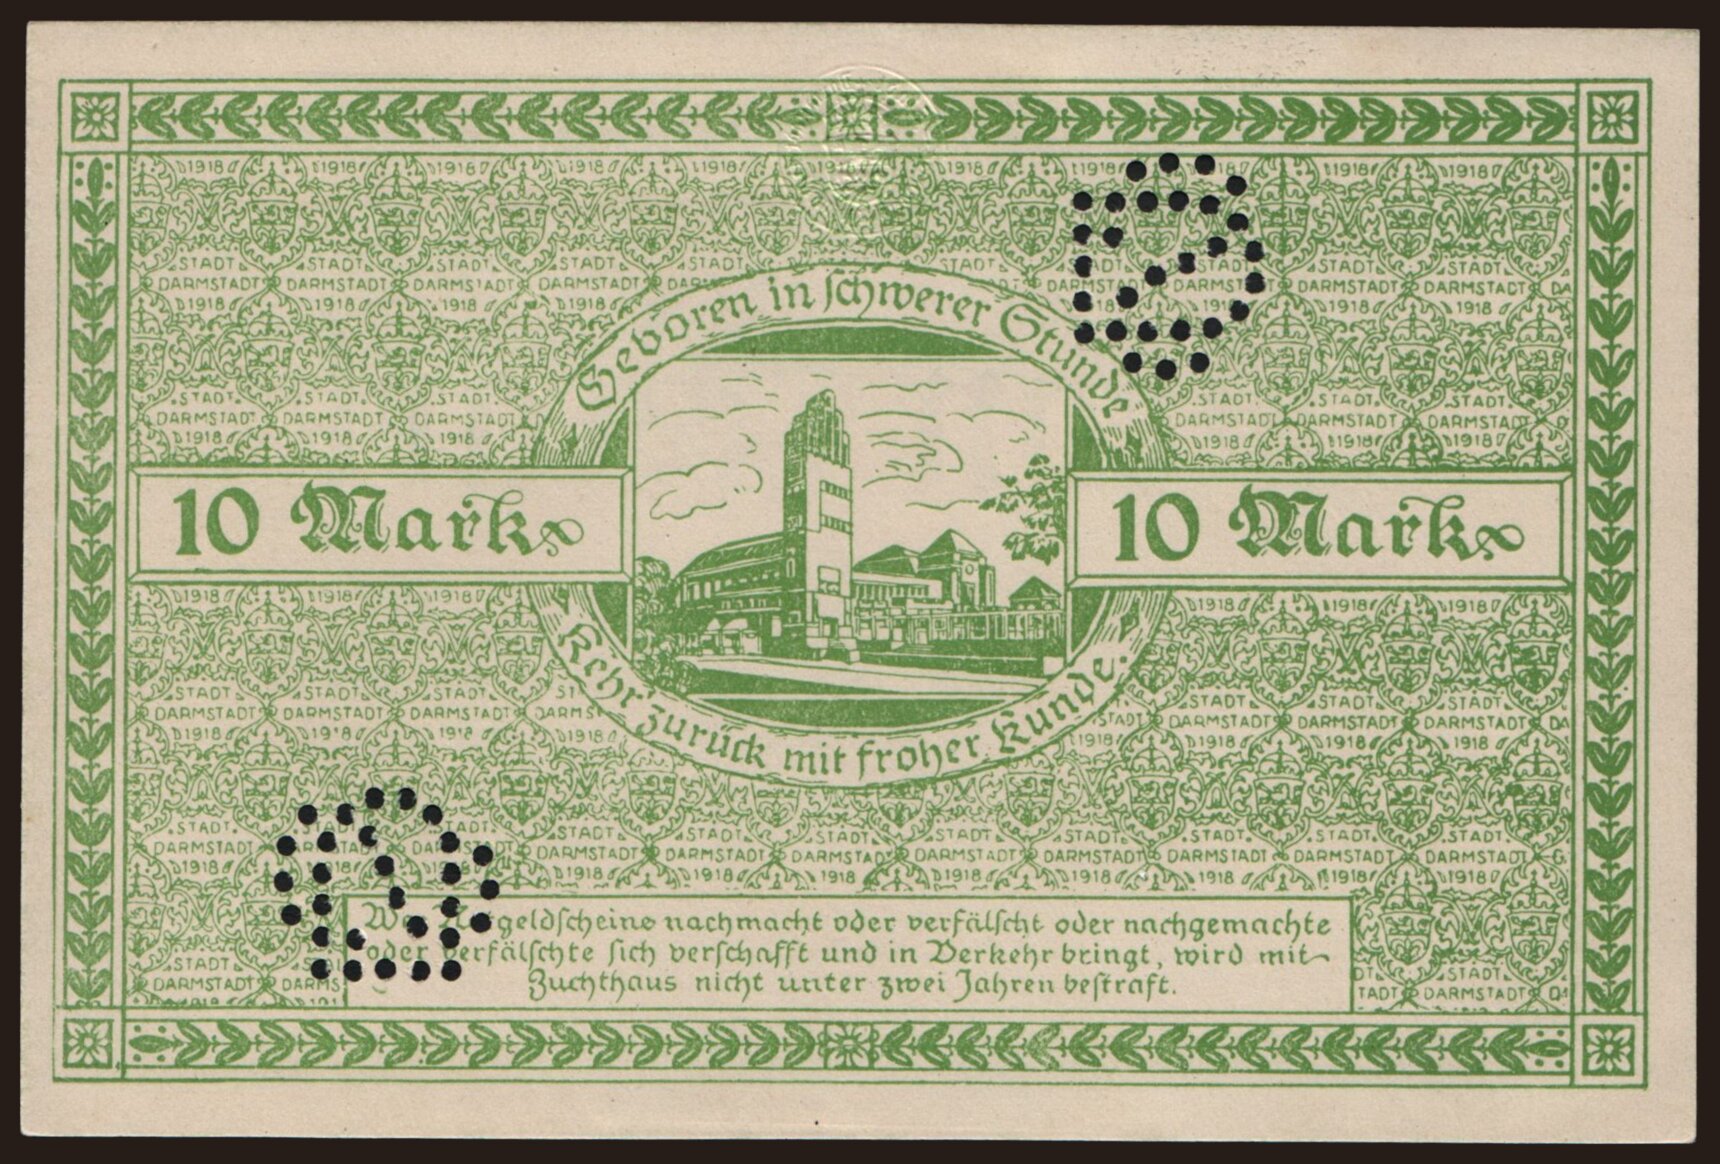 Geboren in schwerer Stunde
10 Mark
10 Mark
Kehr' zurück mit froher Kunde.
geldscheine nachmacht oder verfälscht oder nachgemachte
oder verfälschte sich verschafft und in Verkehr bringt, wird mit
Zuchthaus nicht unter zwei Jahren bestraft.
STADT
DARMSTADT
1918